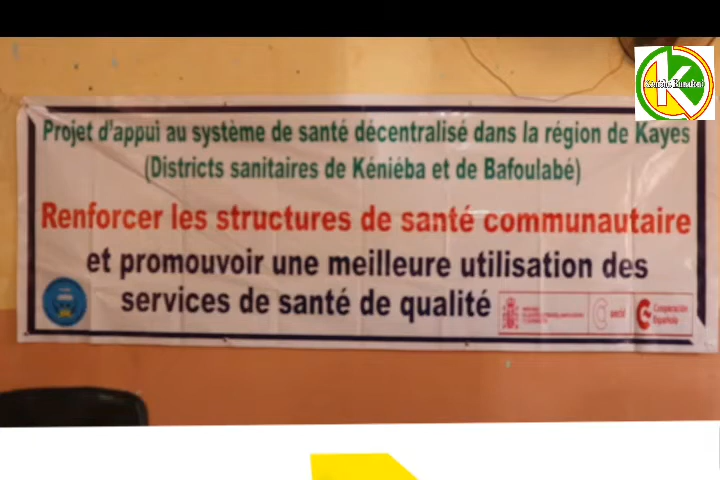 Projet d'appui au système de santé décentralisé dans la région de Kayes
(Districts sanitaires de Kéniéba et de Bafoulabé)
Renforcer les structures de santé communautaire
et promouvoir une meilleure utilisation des
services de santé de qualité
aecid
Cooperación
Española
K